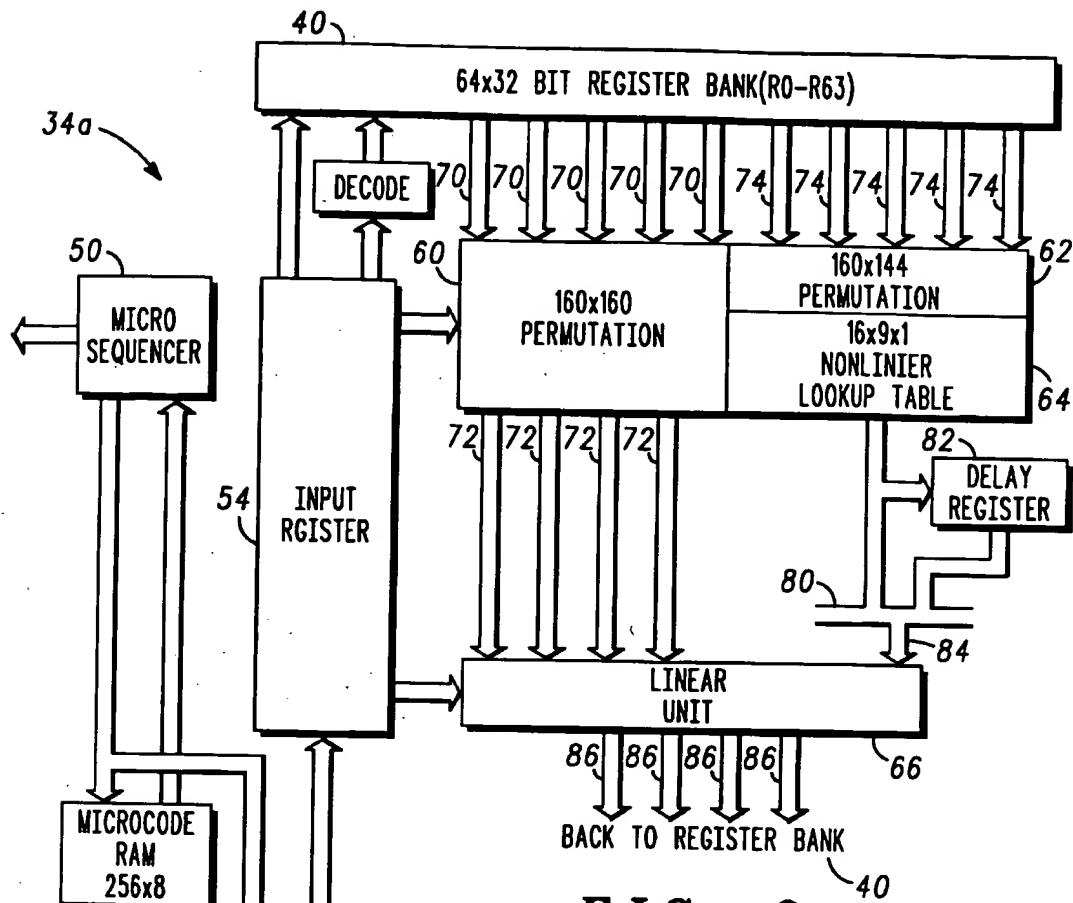 40
64x32 BIT REGISTER BANK(R0-R63)
34a
DECODE
70 70 70 70 70 74 74 74 74 74
50
60
62
MICRO
SEQUENCER
160x160
PERMUTATION
160x144
PERMUTATION
16x9x1
NONLINIER
LOOKUP TABLE
64
72 72 72 72
82
DELAY
REGISTER
54
INPUT
RGISTER
80
84
LINEAR
UNIT
66
86 86 86 86
MICROCODE
RAM
256x8
BACK TO REGISTER BANK
40